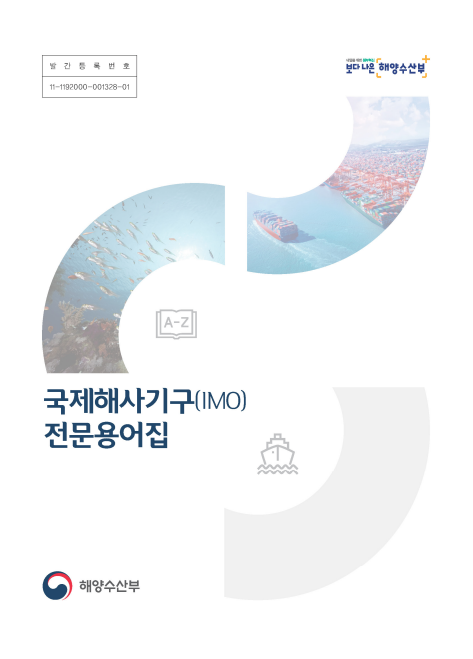 발 간 등 록 번 호
11-1192000-001328-01
보다 나은 해양수산부
A-Z
국제해사기구(IMO)
전문용어집
해양수산부